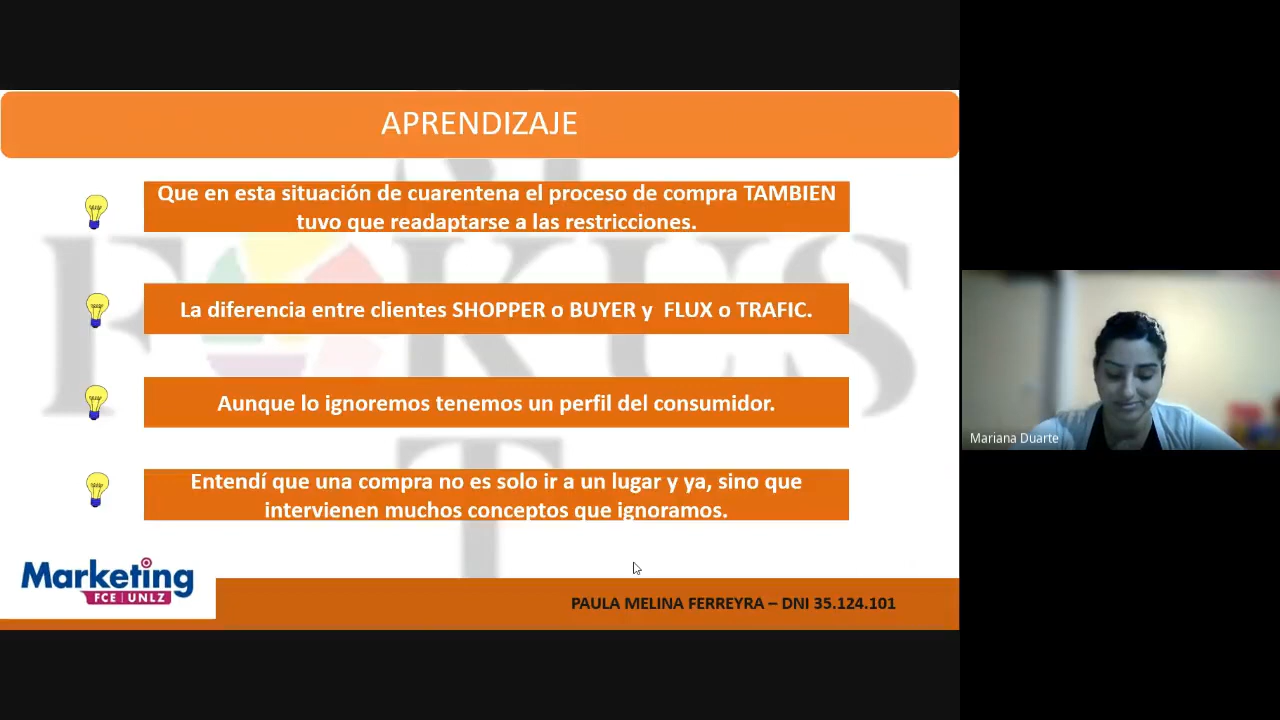 APRENDIZAJE
Que en esta situación de cuarentena el proceso de compra TAMBIEN
tuvo que readaptarse a las restricciones.
La diferencia entre clientes SHOPPER o BUYER y FLUX o TRAFIC.
Aunque lo ignoremos tenemos un perfil del consumidor.
Entendí que una compra no es solo ir a un lugar y ya, sino que
intervienen muchos conceptos que ignoramos.
FOKUS
T
Marketing
FCE | UNLZ
PAULA MELINA FERREYRA – DNI 35.124.101
Mariana Duarte